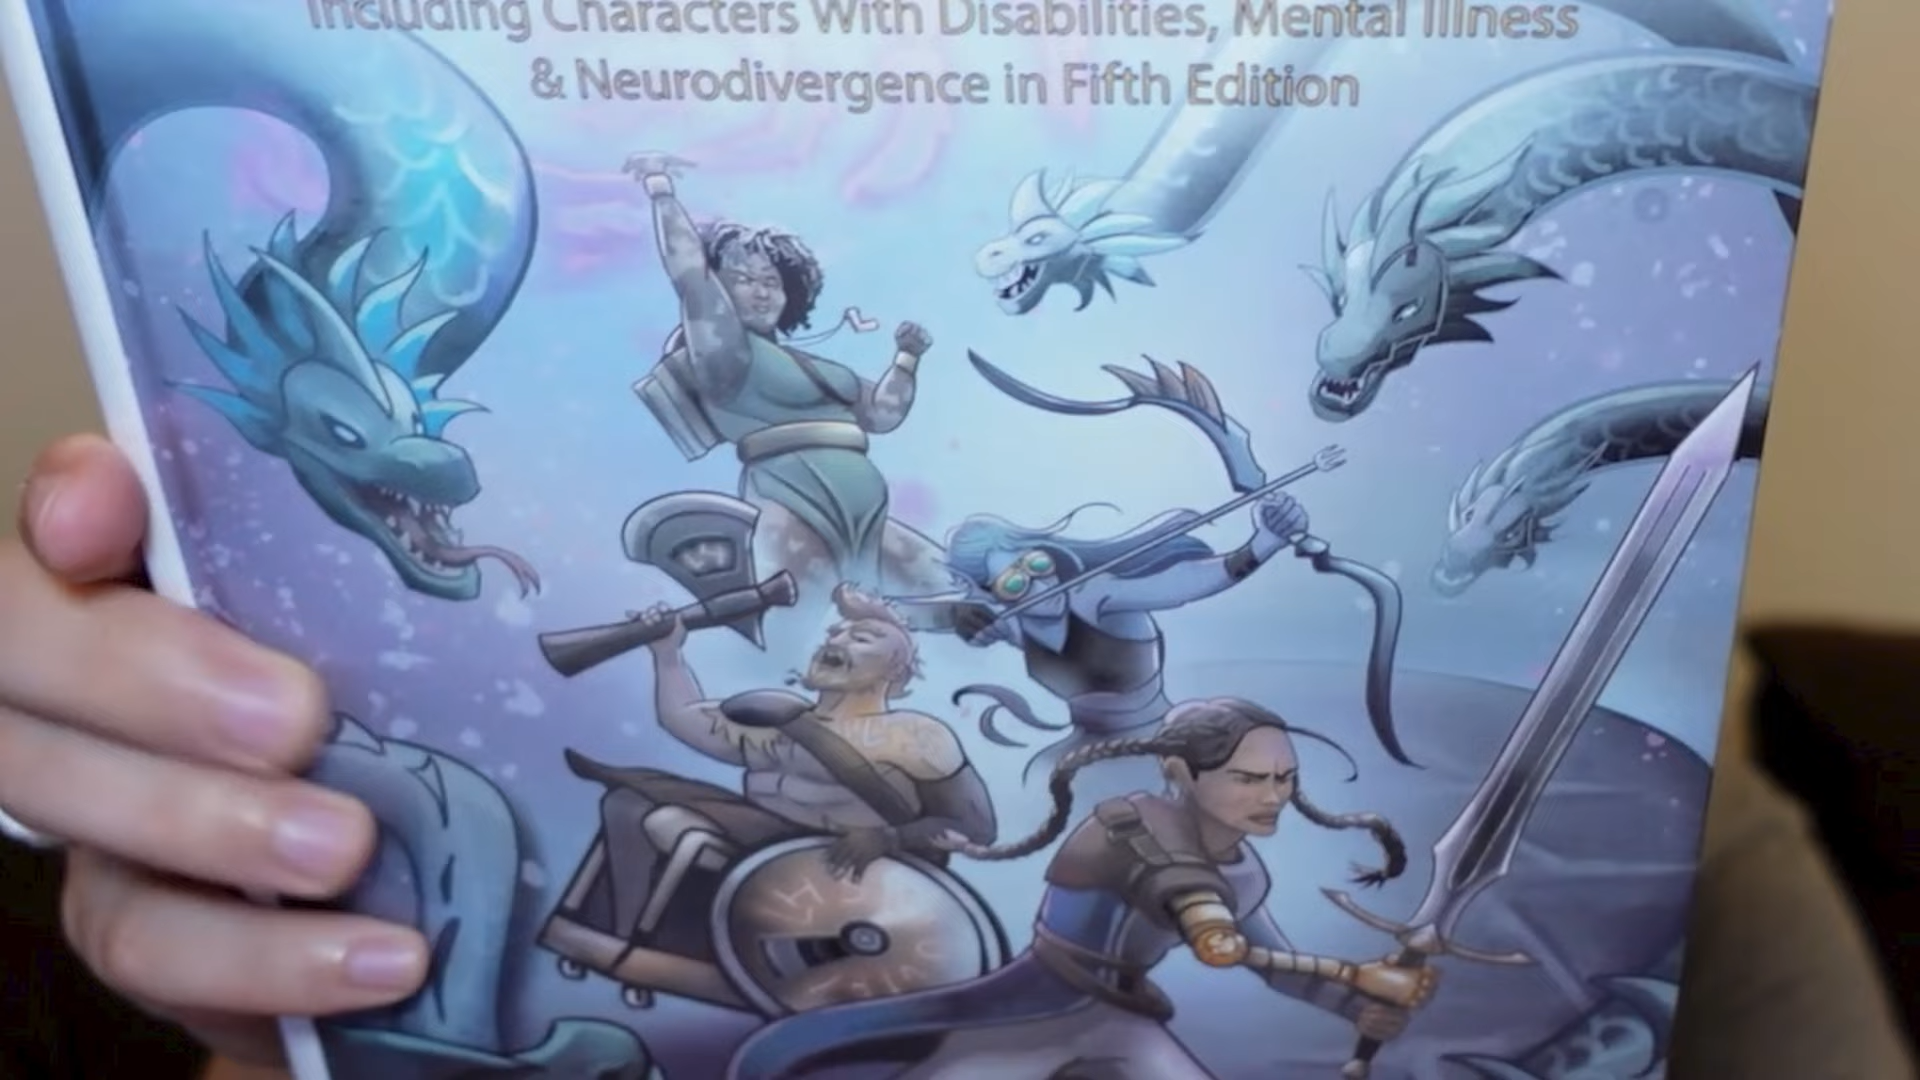 Including Characters With Disabilities, Mental Illness
& Neurodivergence in Fifth Edition